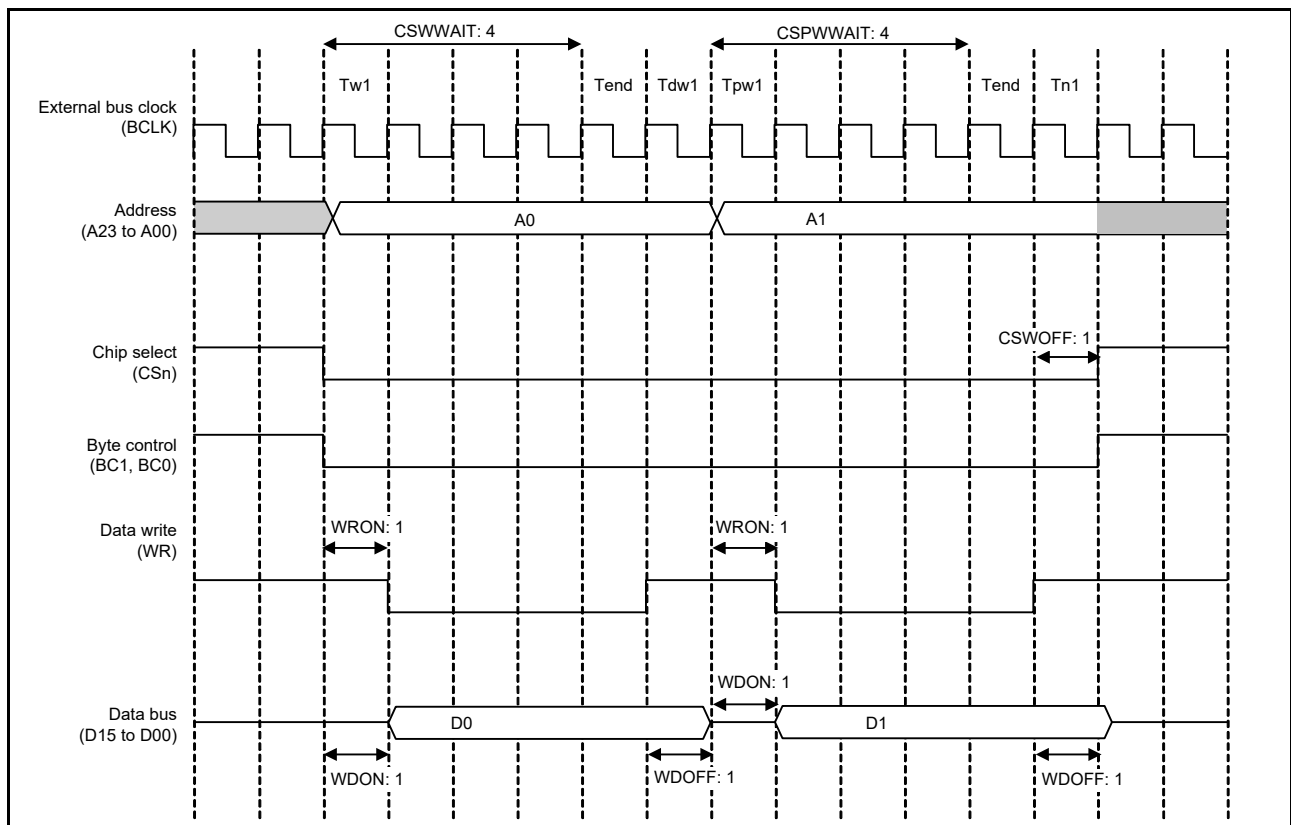 CSWWAIT: 4
CSPWWAIT: 4
Tw1
Tend
Tdw1
Tpw1
Tend
Tn1
External bus clock
(BCLK)
Address
(A23 to A00)
A0
A1
Chip select
(CSn)
CSWOFF: 1
Byte control
(BC1, BC0)
Data write
(WR)
WRON: 1
WRON: 1
WDON: 1
Data bus
(D15 to D00)
D0
D1
WDON: 1
WDOFF: 1
WDOFF: 1